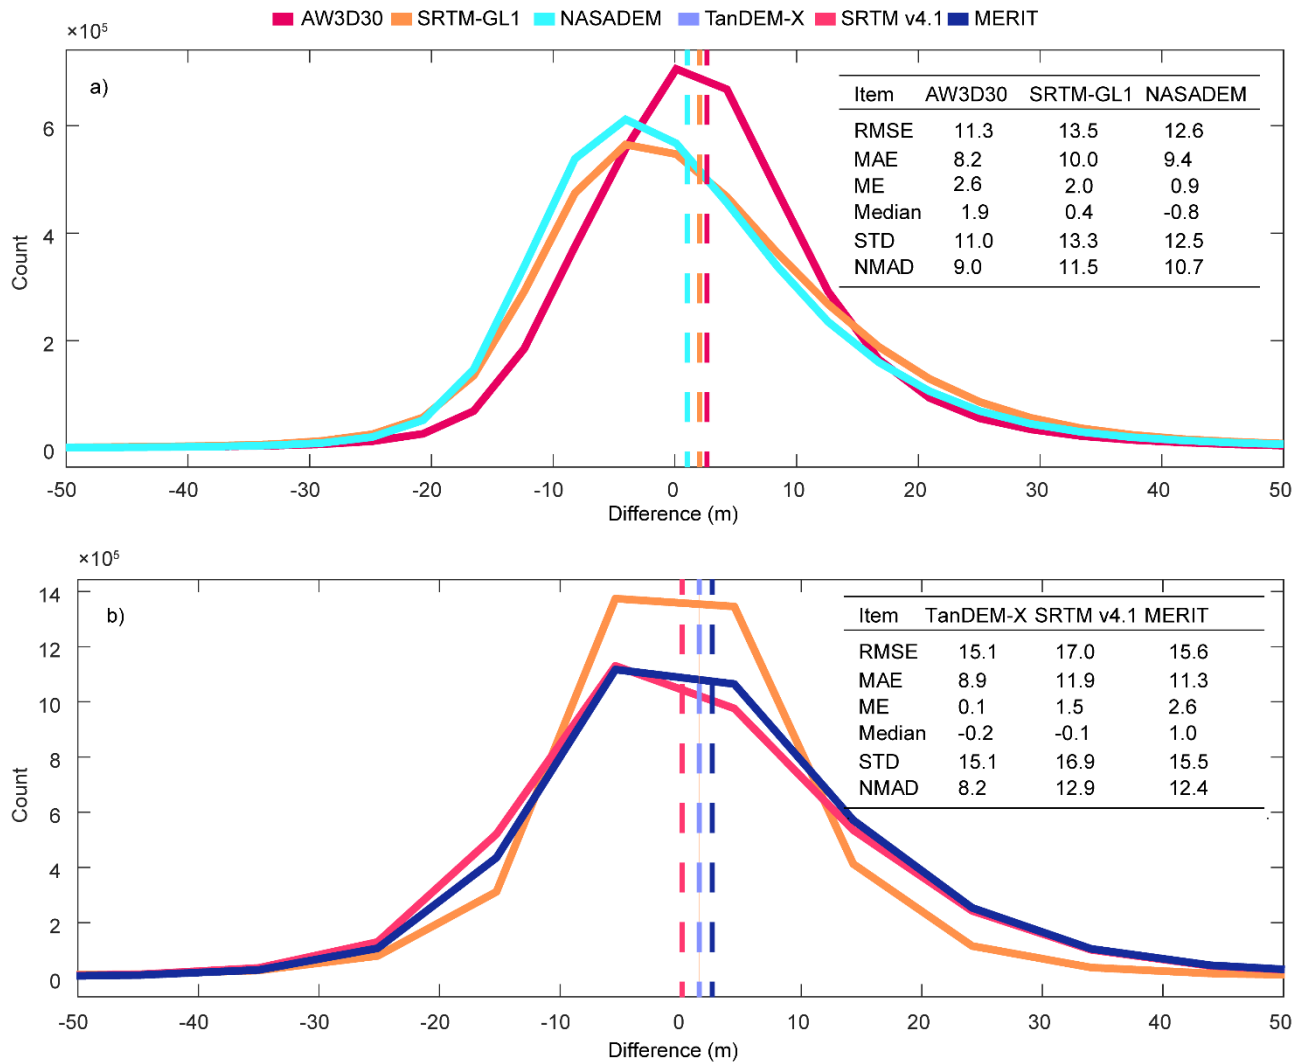 AW3D30 SRTM-GL1 NASADEM TanDEM-X SRTM v4.1 MERIT
×10⁵
a)
Item AW3D30 SRTM-GL1 NASADEM
RMSE 11.3 13.5 12.6
MAE 8.2 10.0 9.4
ME 2.6 2.0 0.9
Median 1.9 0.4 -0.8
STD 11.0 13.3 12.5
NMAD 9.0 11.5 10.7
6
4
2
0
Count
-50 -40 -30 -20 -10 0 10 20 30 40 50
Difference (m)
×10⁵
b)
Item TanDEM-X SRTM v4.1 MERIT
RMSE 15.1 17.0 15.6
MAE 8.9 11.9 11.3
ME 0.1 1.5 2.6
Median -0.2 -0.1 1.0
STD 15.1 16.9 15.5
NMAD 8.2 12.9 12.4
14
12
10
8
6
4
2
0
Count
-50 -40 -30 -20 -10 0 10 20 30 40 50
Difference (m)